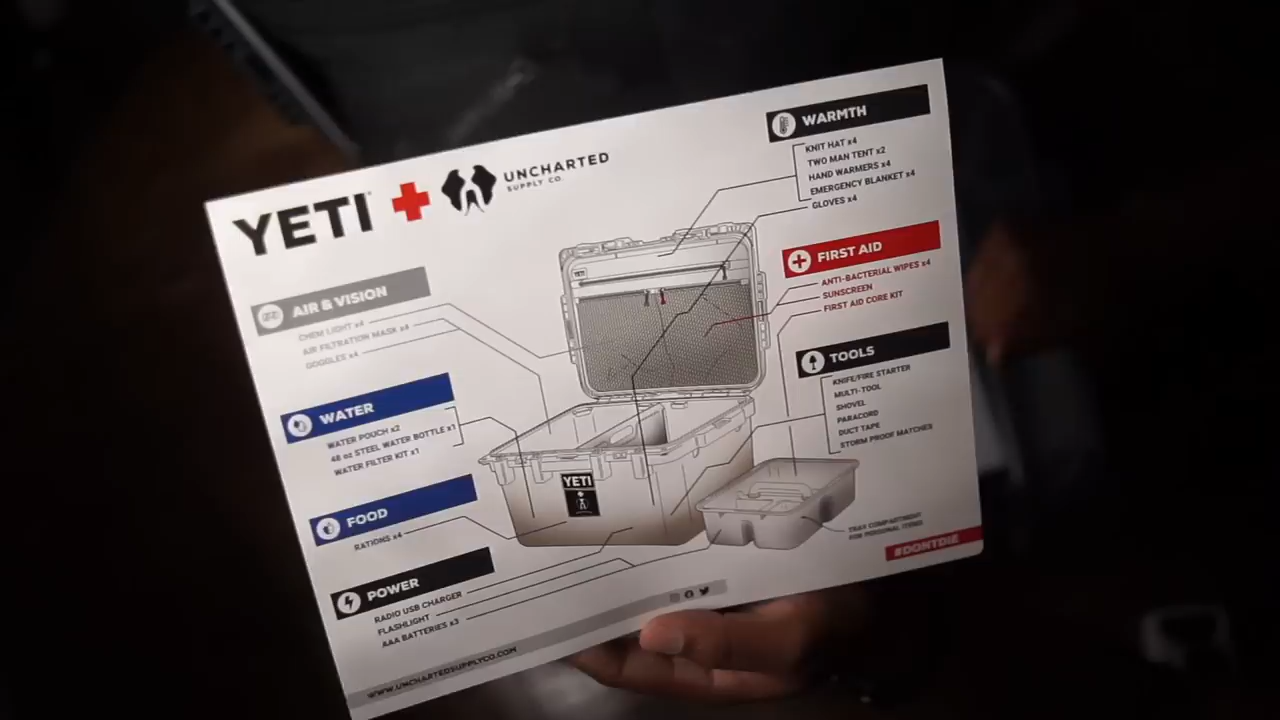 YETI
UNCHARTED
SUPPLY CO.
AIR & VISION
CHEM LIGHT x4
AIR FILTRATION MASK x4
GOGGLES x4
WATER
WATER POUCH x2
48 oz STEEL WATER BOTTLE x1
WATER FILTER KIT x1
FOOD
RATIONS x4
POWER
RADIO USB CHARGER
FLASHLIGHT
AAA BATTERIES x3
WWW.UNCHARTEDSUPPLYCO.COM
YETI
YETI
WARMTH
KNIT HAT x4
TWO MAN TENT x2
HAND WARMERS x4
EMERGENCY BLANKET x4
GLOVES x4
FIRST AID
ANTI-BACTERIAL WIPES x4
SUNSCREEN
FIRST AID CORE KIT
TOOLS
KNIFE/FIRE STARTER
MULTI-TOOL
SHOVEL
PARACORD
DUCT TAPE
STORM PROOF MATCHES
TRAY COMPARTMENT
FOR PERSONAL ITEMS
#DONTDIE